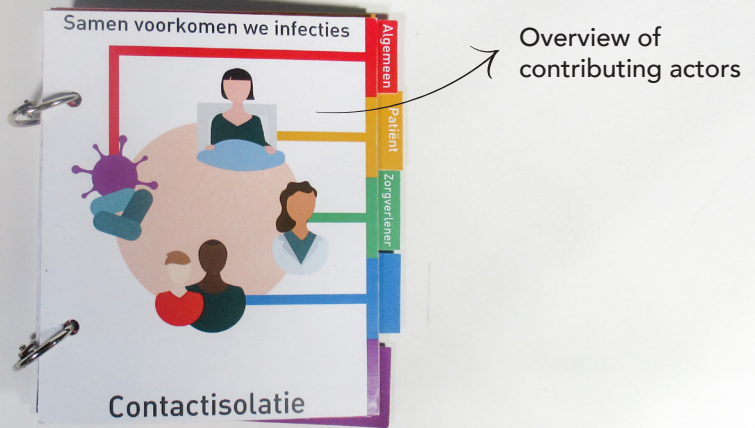 Samen voorkomen we infecties
Algemeen
Patiënt
Zorgverlener
Contactisolatie
Overview of
contributing actors